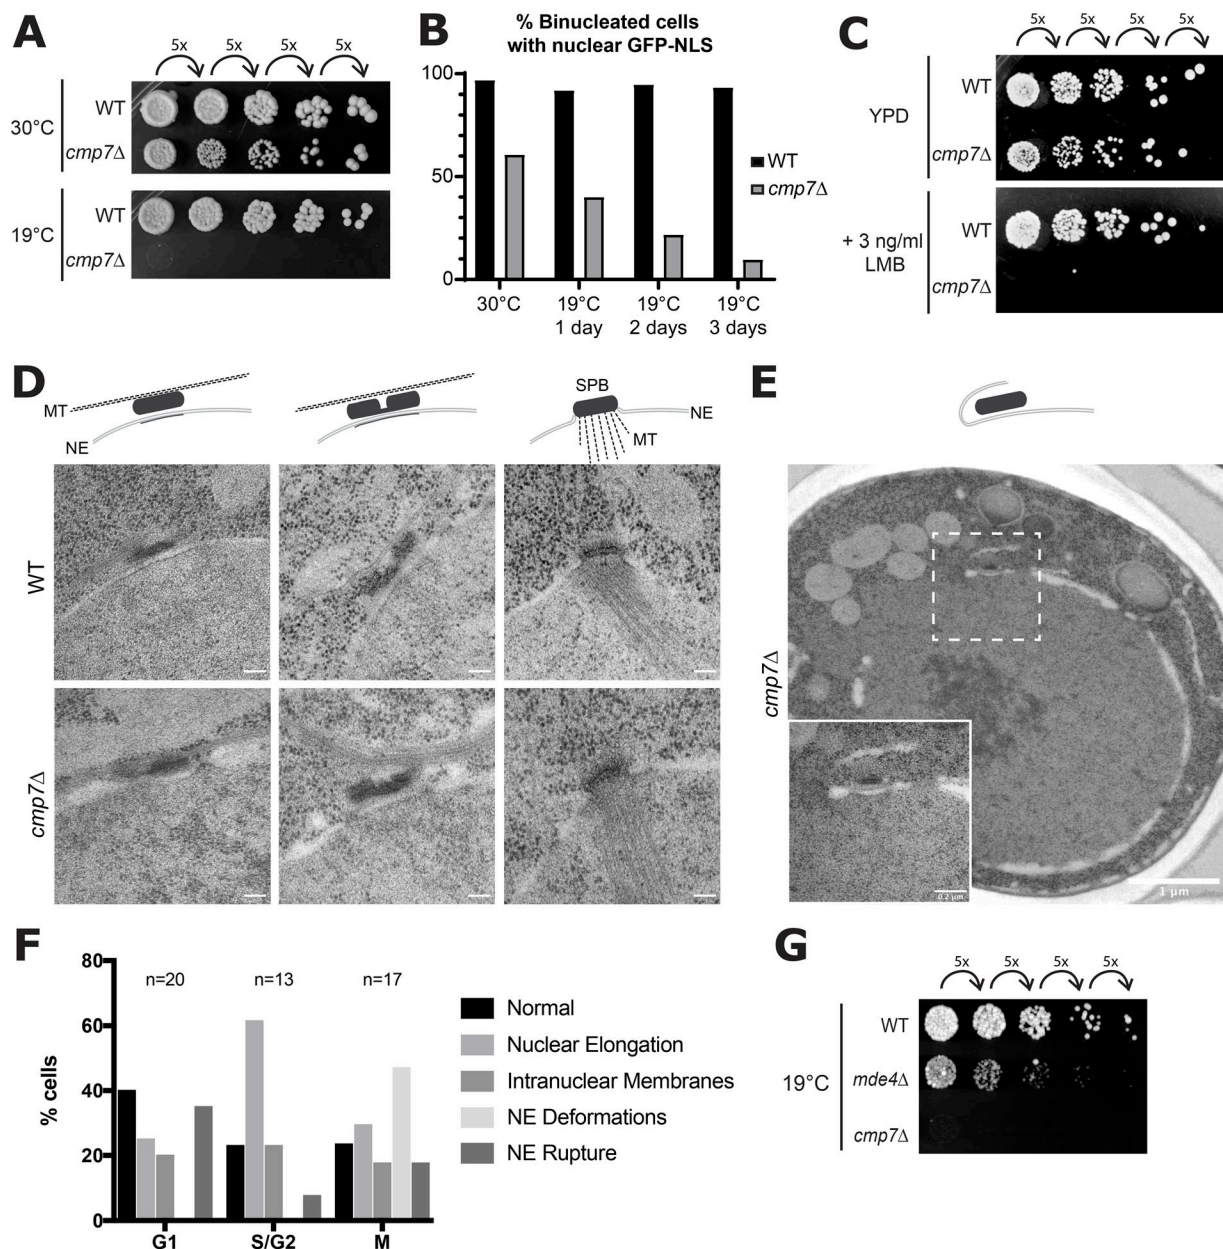 A
5x 5x 5x 5x
30°C
WT
cmp7Δ
19°C
WT
cmp7Δ
B
% Binucleated cells
with nuclear GFP-NLS
100
50
0
30°C
19°C
1 day
19°C
2 days
19°C
3 days
WT
cmp7Δ
C
5x 5x 5x 5x
YPD
WT
cmp7Δ
+ 3 ng/ml
LMB
WT
cmp7Δ
D
MT
NE
SPB
NE
MT
WT
cmp7Δ
E
cmp7Δ
0.2 µm
1 µm
F
% cells
80
60
40
20
0
n=20
n=13
n=17
G1
S/G2
M
Normal
Nuclear Elongation
Intranuclear Membranes
NE Deformations
NE Rupture
G
5x 5x 5x 5x
19°C
WT
mde4Δ
cmp7Δ